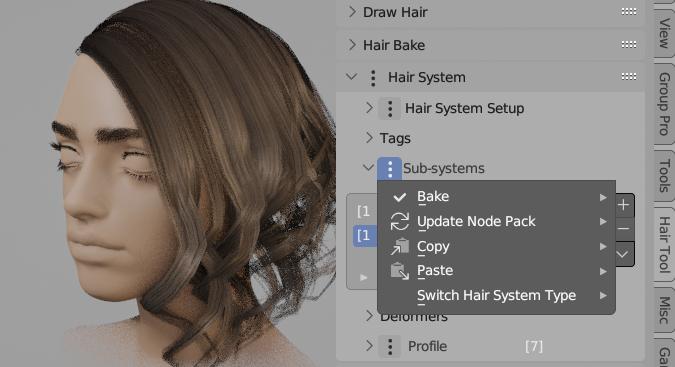 Draw Hair
Hair Bake
Hair System
Hair System Setup
Tags
Sub-systems
Bake
[1
Update Node Pack
[1
Copy
Paste
Switch Hair System Type
Deformers
Profile [7]
View
Group Pro
Tools
Hair Tool
Misc